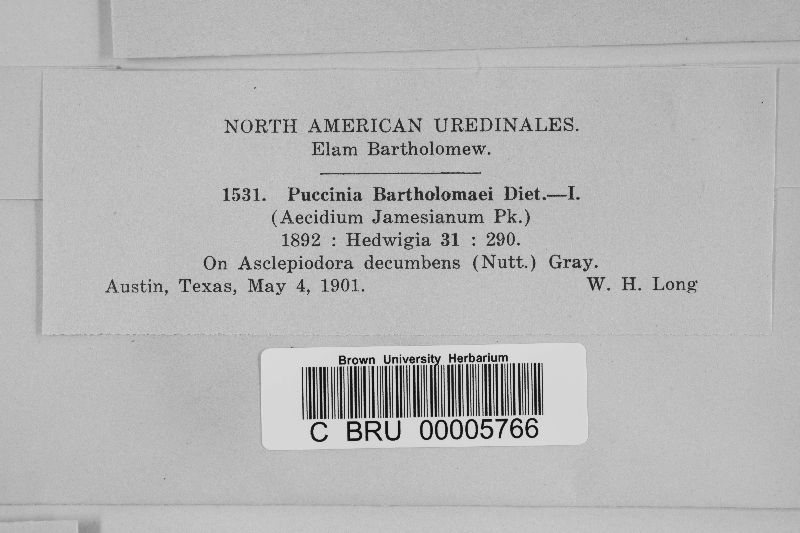 NORTH AMERICAN UREDINALES.
Elam Bartholomew.
1531. Puccinia Bartholomaei Diet.—I.
(Aecidium Jamesianum Pk.)
1892 : Hedwigia 31 : 290.
On Asclepiodora decumbens (Nutt.) Gray.
Austin, Texas, May 4, 1901. W. H. Long
Brown University Herbarium
C BRU 00005766